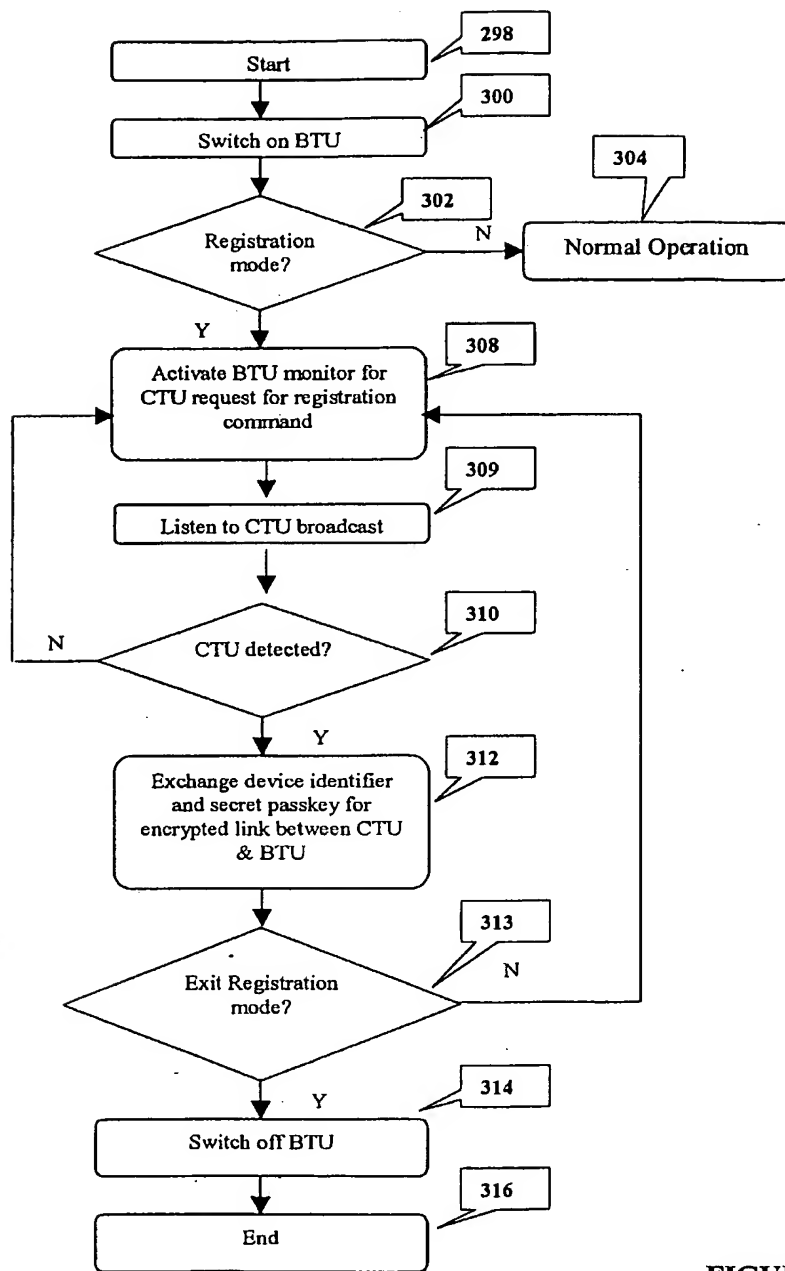 298
Start
300
Switch on BTU
304
302
Registration
mode?
N
Normal Operation
Y
308
Activate BTU monitor for
CTU request for registration
command
309
Listen to CTU broadcast
310
N
CTU detected?
Y
312
Exchange device identifier
and secret passkey for
encrypted link between CTU
& BTU
313
Exit Registration
mode?
N
Y
314
Switch off BTU
316
End